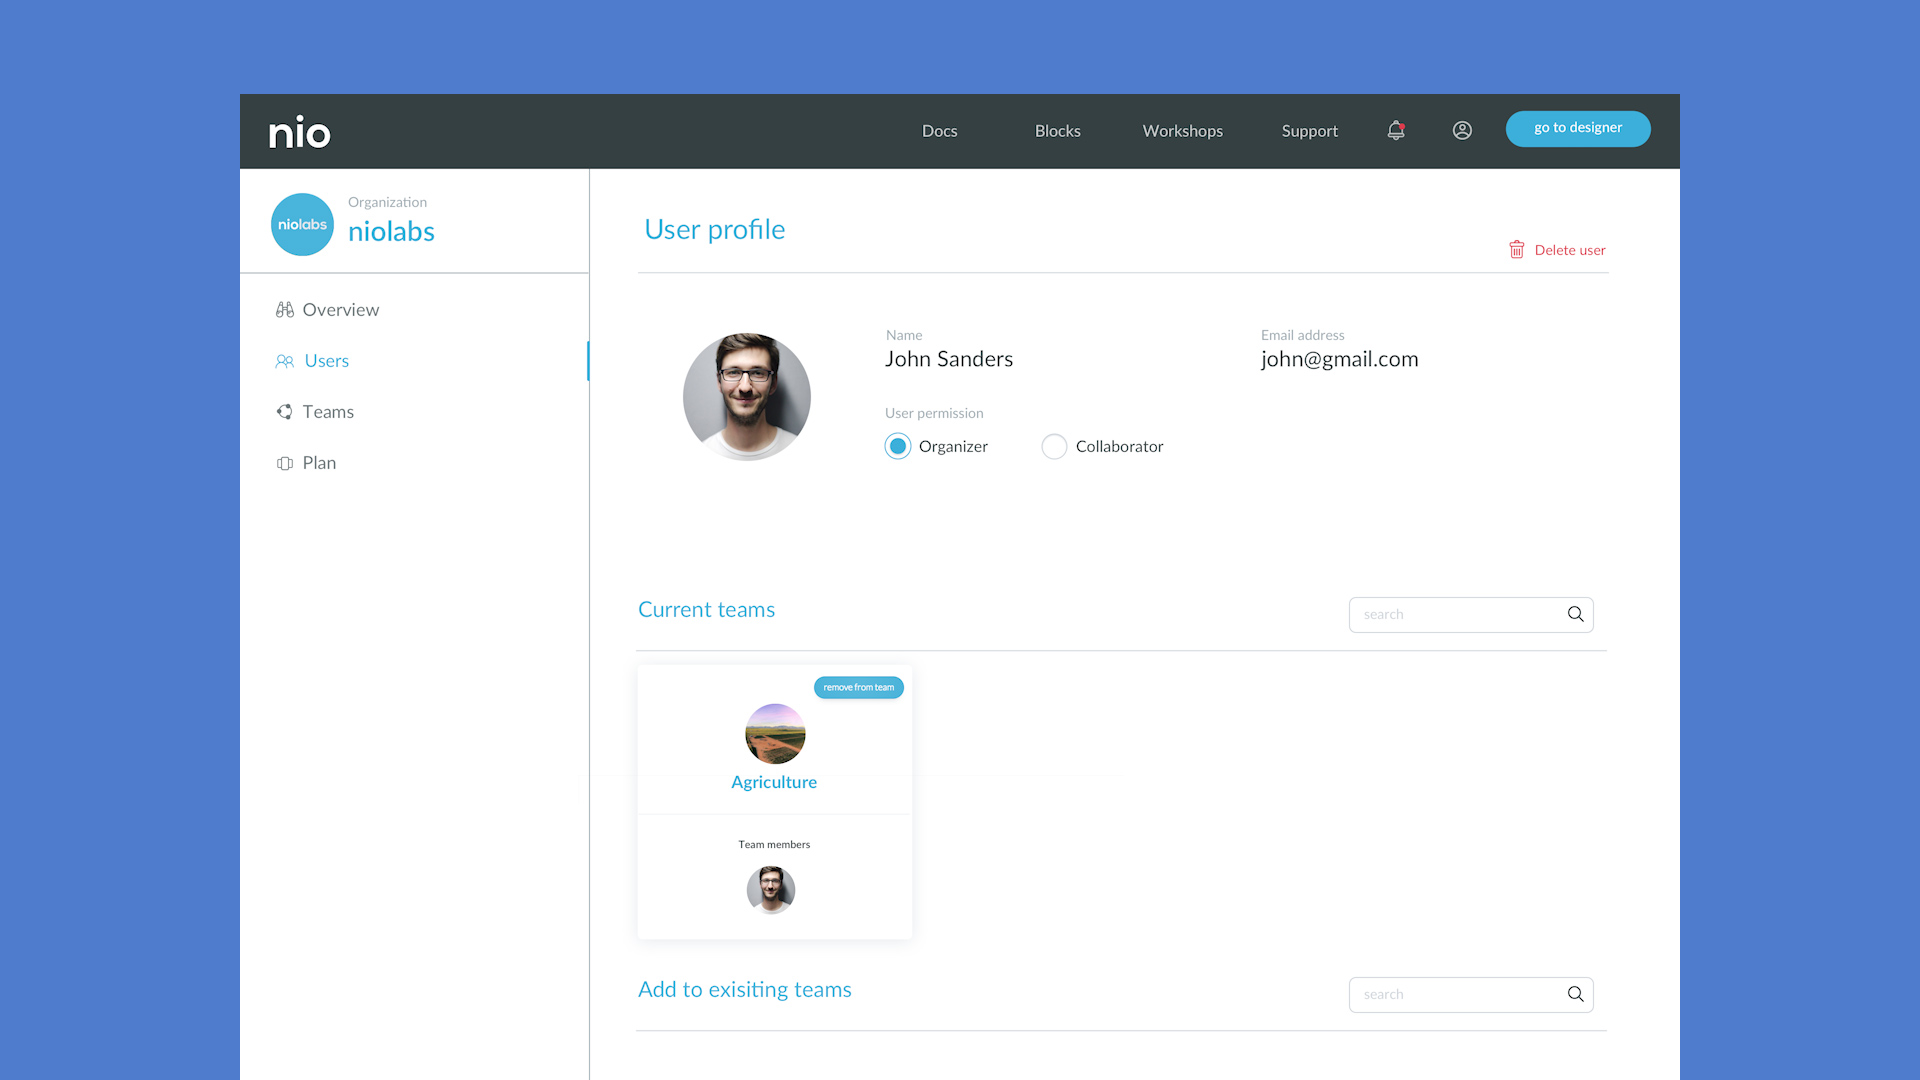 nio
Docs
Blocks
Workshops
Support
go to designer
niolabs
Organization
niolabs
Overview
Users
Teams
Plan
User profile
Delete user
Name
John Sanders
Email address
john@gmail.com
User permission
Organizer
Collaborator
Current teams
search
remove from team
Agriculture
Team members
Add to exisiting teams
search